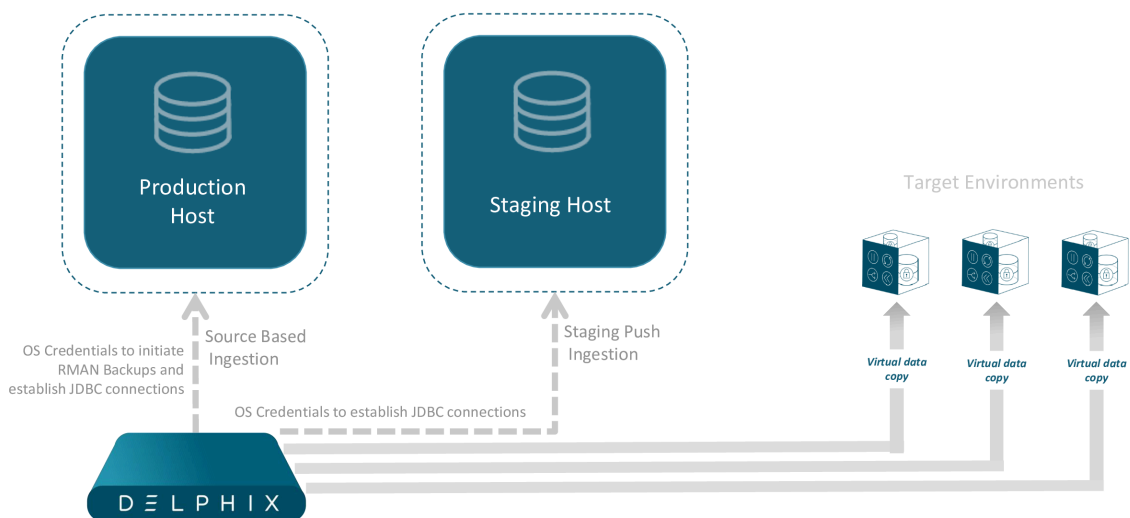 Production
Host
Staging Host
Target Environments
Source Based
Ingestion
OS Credentials to initiate
RMAN Backups and
establish JDBC connections
Staging Push
Ingestion
OS Credentials to establish JDBC connections
Virtual data
copy
Virtual data
copy
Virtual data
copy
DELPHIX